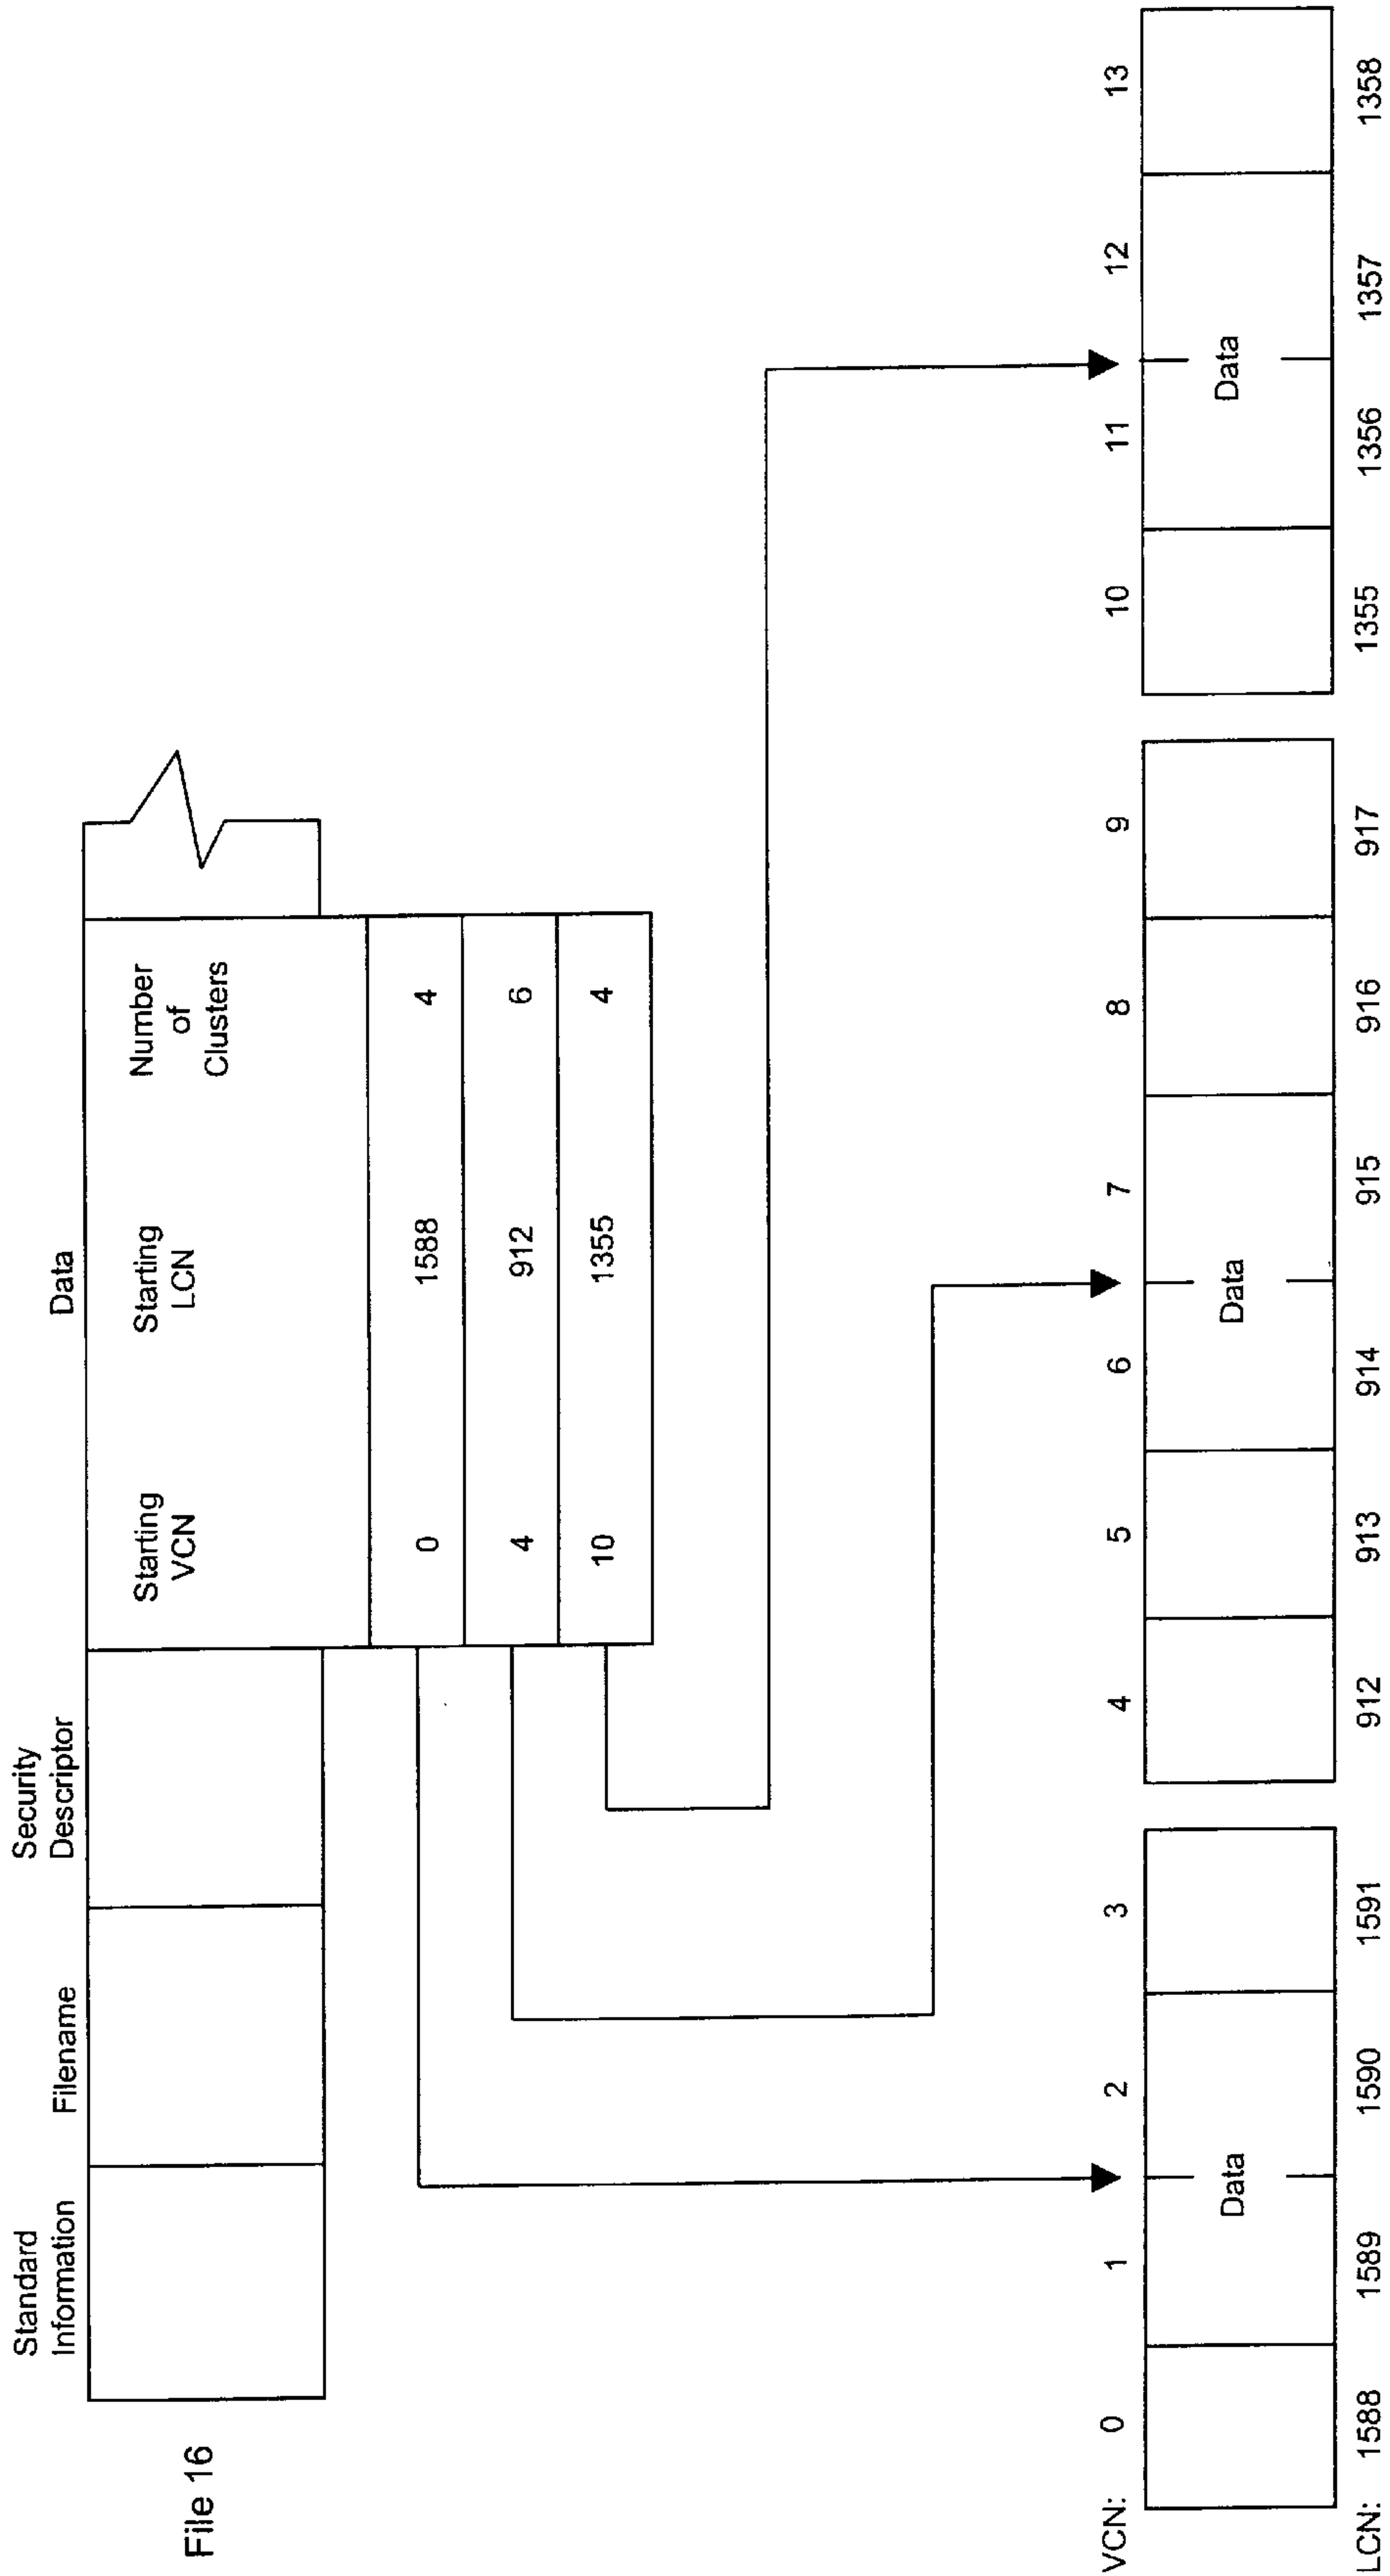 Standard
Information
Filename
Security
Descriptor
Data
File 16
Starting
VCN
Starting
LCN
Number
of
Clusters
0 1588 4
4 912 6
10 1355 4
VCN: 0 1 2 3 4 5 6 7 8 9 10 11 12 13
Data Data Data
LCN: 1588 1589 1590 1591 912 913 914 915 916 917 1355 1356 1357 1358